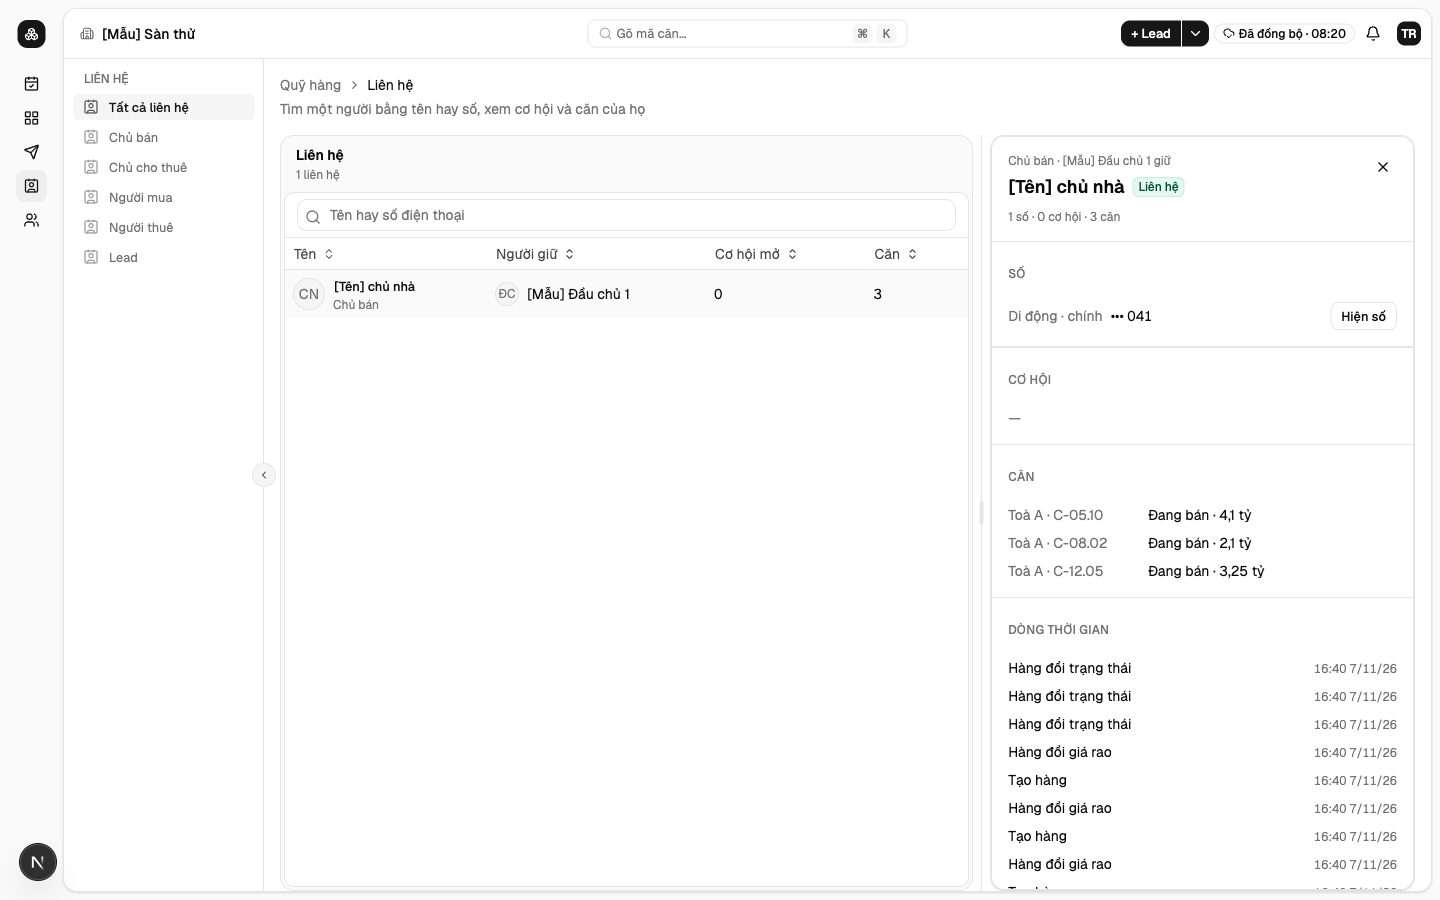 [Mẫu] Sàn thử
Gõ mã căn...
⌘ K
+ Lead
Đã đồng bộ · 08:20
TR
LIÊN HỆ
Tất cả liên hệ
Chủ bán
Chủ cho thuê
Người mua
Người thuê
Lead
N
Quỹ hàng > Liên hệ
Tìm một người bằng tên hay số, xem cơ hội và căn của họ
Liên hệ
1 liên hệ
Tên hay số điện thoại
Tên Người giữ Cơ hội mở Căn
CN [Tên] chủ nhà ĐC [Mẫu] Đầu chủ 1 0 3
Chủ bán
Chủ bán · [Mẫu] Đầu chủ 1 giữ
[Tên] chủ nhà Liên hệ
1 số · 0 cơ hội · 3 căn
SỐ
Di động · chính ••• 041 Hiện số
CƠ HỘI
—
CĂN
Toà A · C-05.10 Đang bán · 4,1 tỷ
Toà A · C-08.02 Đang bán · 2,1 tỷ
Toà A · C-12.05 Đang bán · 3,25 tỷ
DÒNG THỜI GIAN
Hàng đổi trạng thái 16:40 7/11/26
Hàng đổi trạng thái 16:40 7/11/26
Hàng đổi trạng thái 16:40 7/11/26
Hàng đổi giá rao 16:40 7/11/26
Tạo hàng 16:40 7/11/26
Hàng đổi giá rao 16:40 7/11/26
Tạo hàng 16:40 7/11/26
Hàng đổi giá rao 16:40 7/11/26